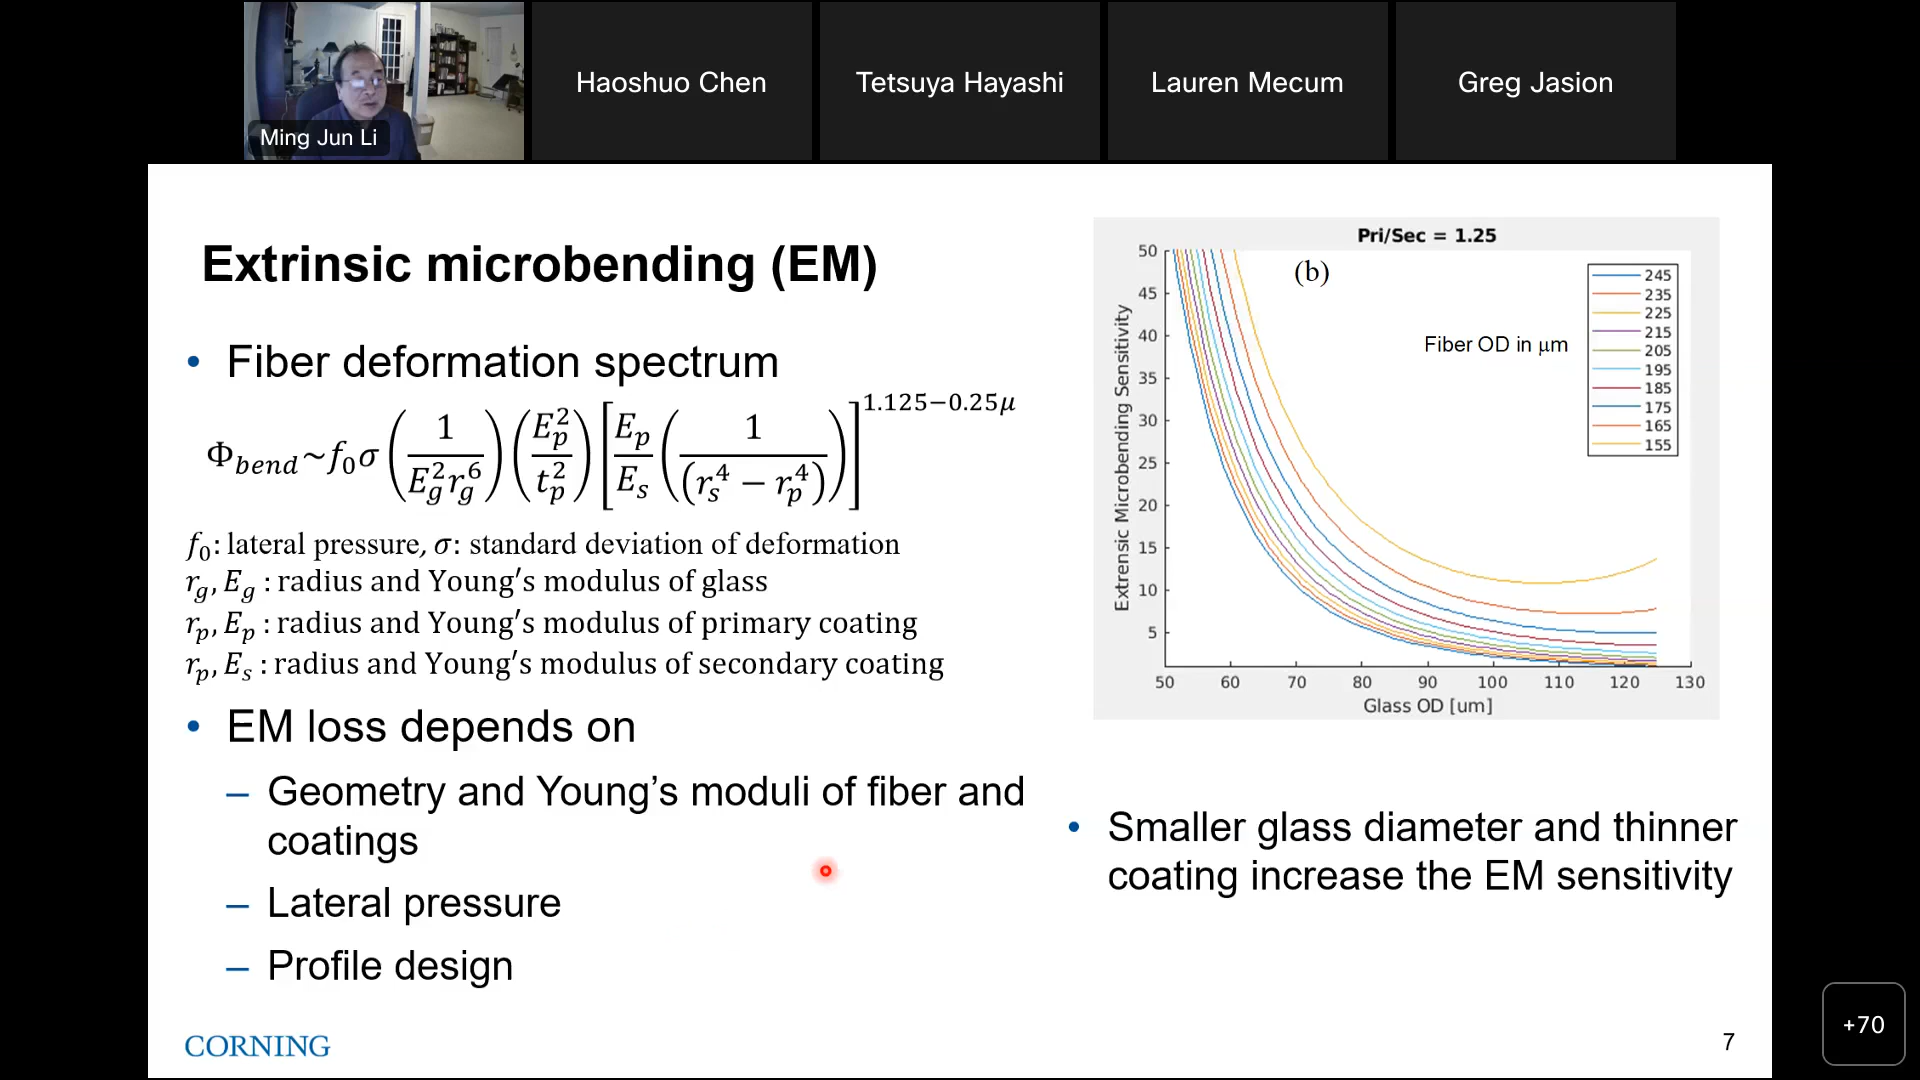 Ming Jun Li
Haoshuo Chen
Tetsuya Hayashi
Lauren Mecum
Greg Jasion
Extrinsic microbending (EM)
• Fiber deformation spectrum
Φ_bend~f₀σ (1/(E_g² r_g⁶)) (E_p²/t_p²) [E_p/E_s (1/(r_s⁴ − r_p⁴))]^(1.125−0.25μ)
f₀: lateral pressure, σ: standard deviation of deformation
r_g, E_g : radius and Young′s modulus of glass
r_p, E_p : radius and Young′s modulus of primary coating
r_p, E_s : radius and Young′s modulus of secondary coating
• EM loss depends on
– Geometry and Young’s moduli of fiber and
coatings
– Lateral pressure
– Profile design
CORNING
Pri/Sec = 1.25
(b)
Fiber OD in μm
245
235
225
215
205
195
185
175
165
155
Extrensic Microbending Sensitivity
50
45
40
35
30
25
20
15
10
5
50 60 70 80 90 100 110 120 130
Glass OD [um]
• Smaller glass diameter and thinner
coating increase the EM sensitivity
7
+70